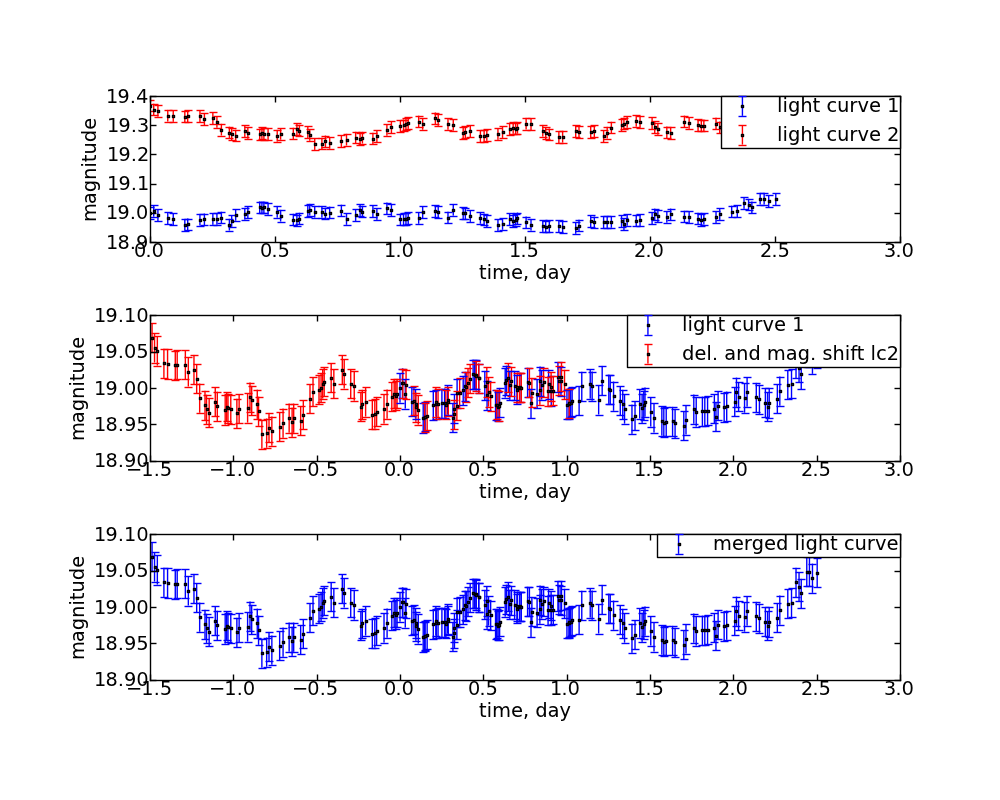 19.4
light curve 1
19.3
light curve 2
19.2
magnitude
19.1
19.0
18.9
0.0 0.5 1.0 1.5 2.0 2.5 3.0
time, day
19.10
light curve 1
19.05
del. and mag. shift lc2
19.00
magnitude
18.95
18.90
−1.5 −1.0 −0.5 0.0 0.5 1.0 1.5 2.0 2.5 3.0
time, day
19.10
merged light curve
19.05
19.00
magnitude
18.95
18.90
−1.5 −1.0 −0.5 0.0 0.5 1.0 1.5 2.0 2.5 3.0
time, day